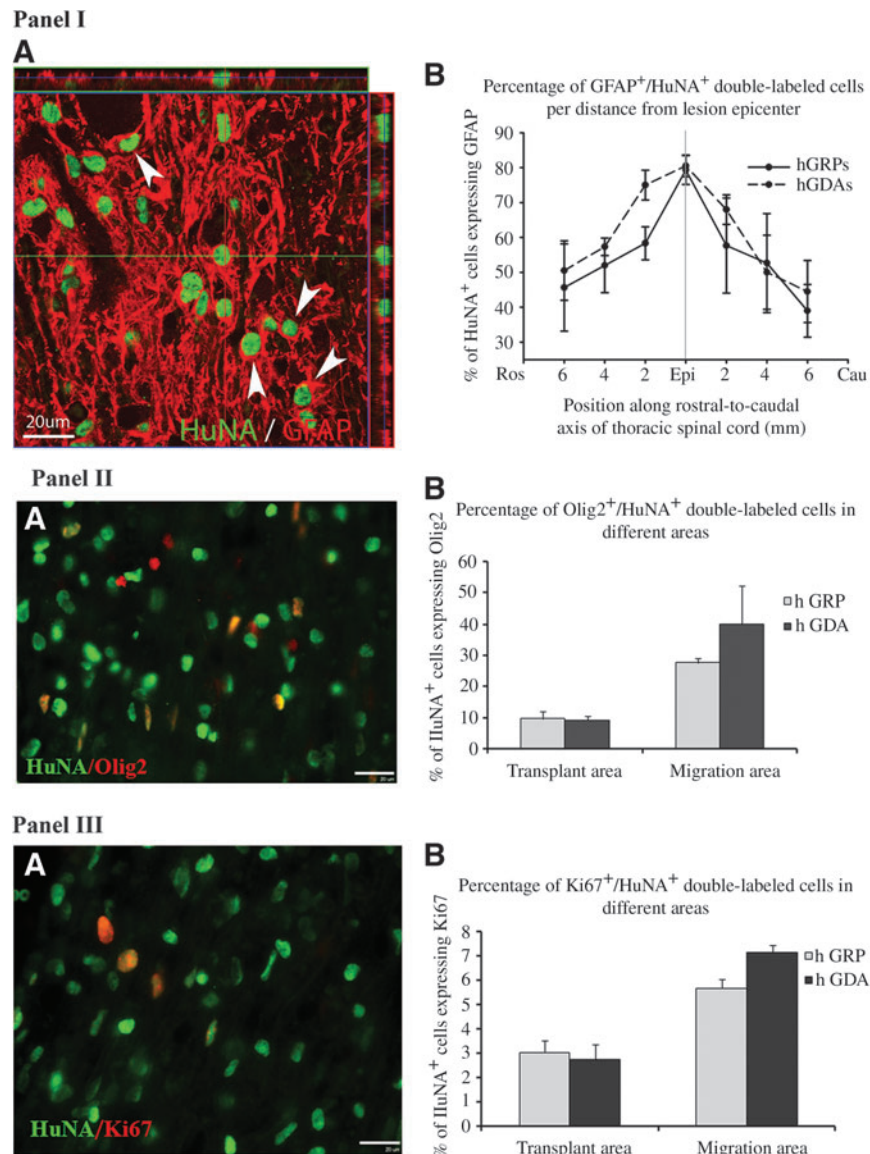 Panel I
A
20um
HuNA / GFAP
B
Percentage of GFAP+/HuNA+ double-labeled cells
per distance from lesion epicenter
% of HuNA+ cells expressing GFAP
90
80
70
60
50
40
30
hGRPs
hGDAs
Ros 6 4 2 Epi 2 4 6 Cau
Position along rostral-to-caudal
axis of thoracic spinal cord (mm)
Panel II
A
HuNA/Olig2
20 um
B
Percentage of Olig2+/HuNA+ double-labeled cells in
different areas
% of HuNA+ cells expressing Olig2
60
50
40
30
20
10
0
h GRP
h GDA
Transplant area Migration area
Panel III
A
HuNA/Ki67
20 um
B
Percentage of Ki67+/HuNA+ double-labeled cells in
different areas
% of HuNA+ cells expressing Ki67
8
7
6
5
4
3
2
1
0
h GRP
h GDA
Transplant area Migration area